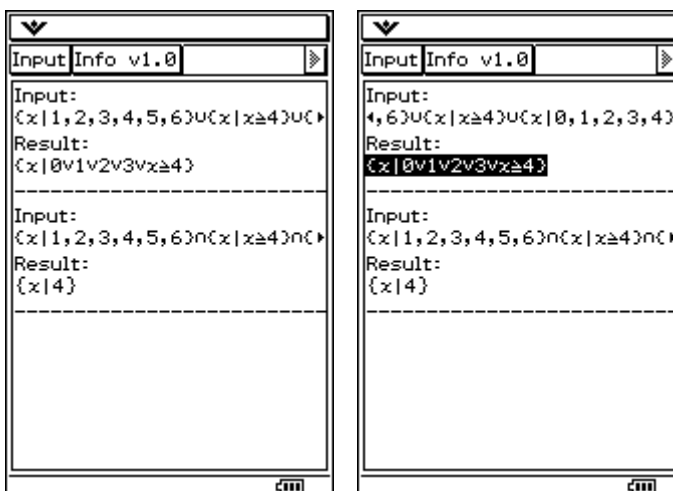 Input Info v1.0
Input:
{x|1,2,3,4,5,6}∪{x|x≥4}∪{
Result:
{x|0∨1∨2∨3∨x≥4}
Input:
{x|1,2,3,4,5,6}∩{x|x≥4}∩{
Result:
{x|4}
Input Info v1.0
Input:
,6}∪{x|x≥4}∪{x|0,1,2,3,4}
Result:
{x|0∨1∨2∨3∨x≥4}
Input:
{x|1,2,3,4,5,6}∩{x|x≥4}∩{
Result:
{x|4}